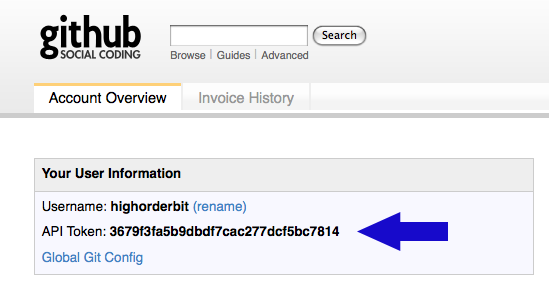 github
SOCIAL CODING
Search
Browse | Guides | Advanced
Account Overview
Invoice History
Your User Information
Username: highorderbit (rename)
API Token: 3679f3fa5b9dbdf7cac277dcf5bc7814
Global Git Config